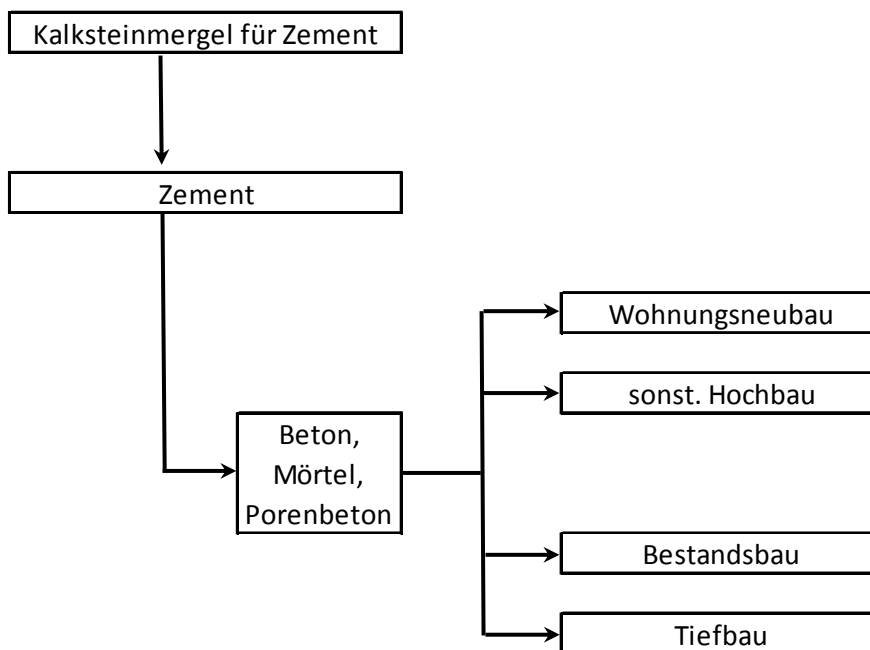 Kalksteinmergel für Zement
Zement
Wohnungsneubau
sonst. Hochbau
Beton,
Mörtel,
Porenbeton
Bestandsbau
Tiefbau